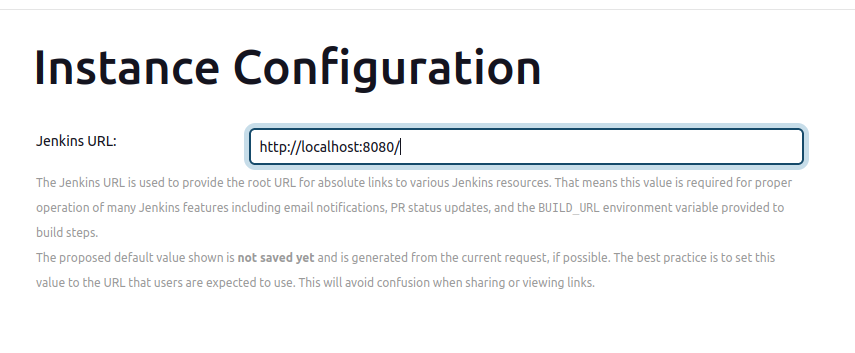 Instance Configuration
Jenkins URL:
http://localhost:8080/
The Jenkins URL is used to provide the root URL for absolute links to various Jenkins resources. That means this value is required for proper
operation of many Jenkins features including email notifications, PR status updates, and the BUILD_URL environment variable provided to
build steps.
The proposed default value shown is not saved yet and is generated from the current request, if possible. The best practice is to set this
value to the URL that users are expected to use. This will avoid confusion when sharing or viewing links.